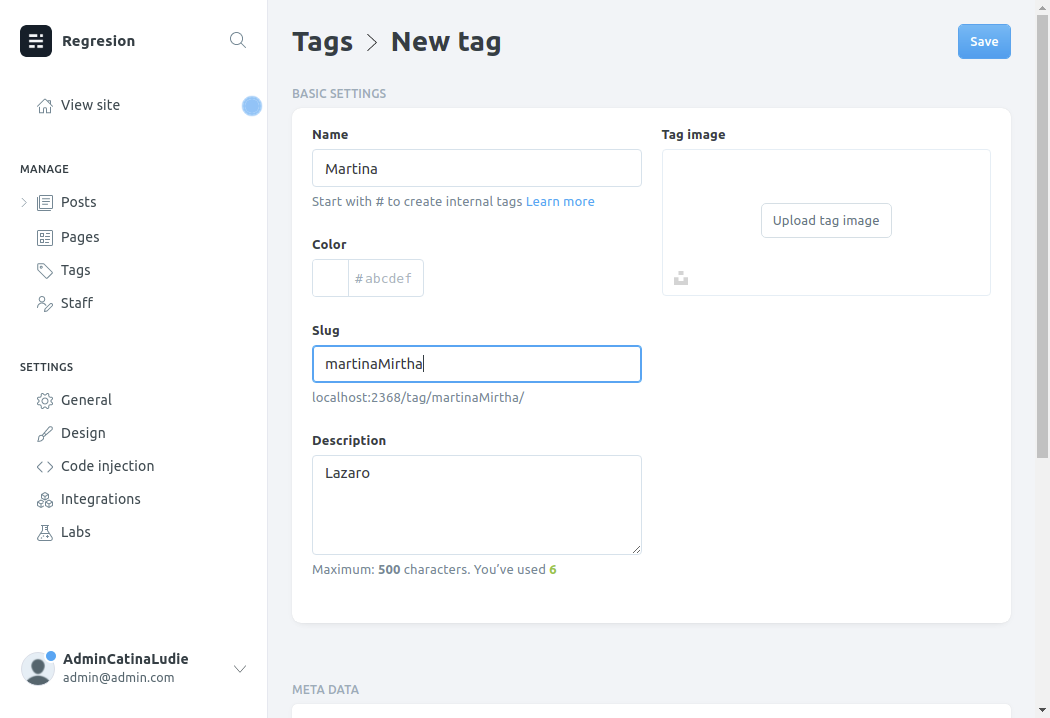 Regresion
View site
MANAGE
Posts
Pages
Tags
Staff
SETTINGS
General
Design
Code injection
Integrations
Labs
AdminCatinaLudie
admin@admin.com
Tags > New tag
Save
BASIC SETTINGS
Name
Martina
Start with # to create internal tags Learn more
Color
#abcdef
Slug
martinaMirtha
localhost:2368/tag/martinaMirtha/
Description
Lazaro
Maximum: 500 characters. You’ve used 6
Tag image
Upload tag image
META DATA